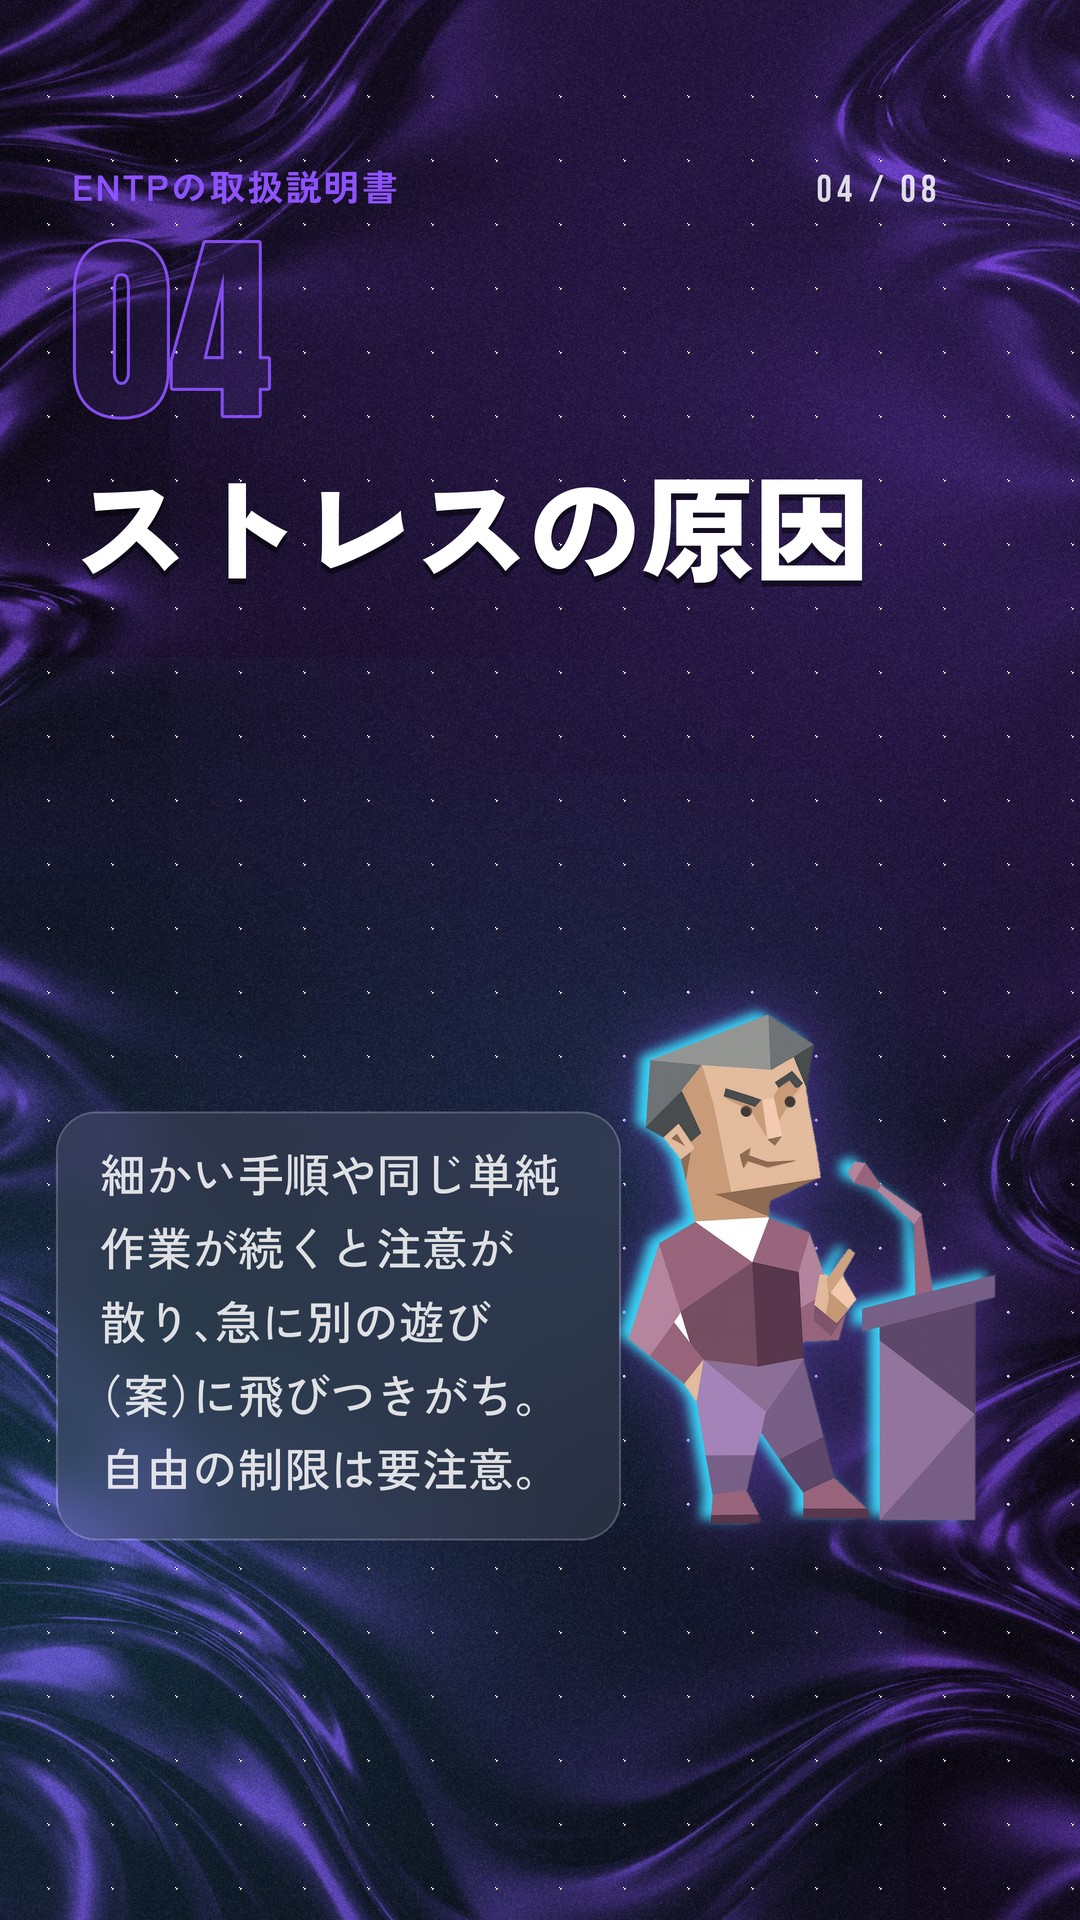 ENTPの取扱説明書
04 / 08
04
ストレスの原因
細かい手順や同じ単純
作業が続くと注意が
散り、急に別の遊び
（案）に飛びつきがち。
自由の制限は要注意。